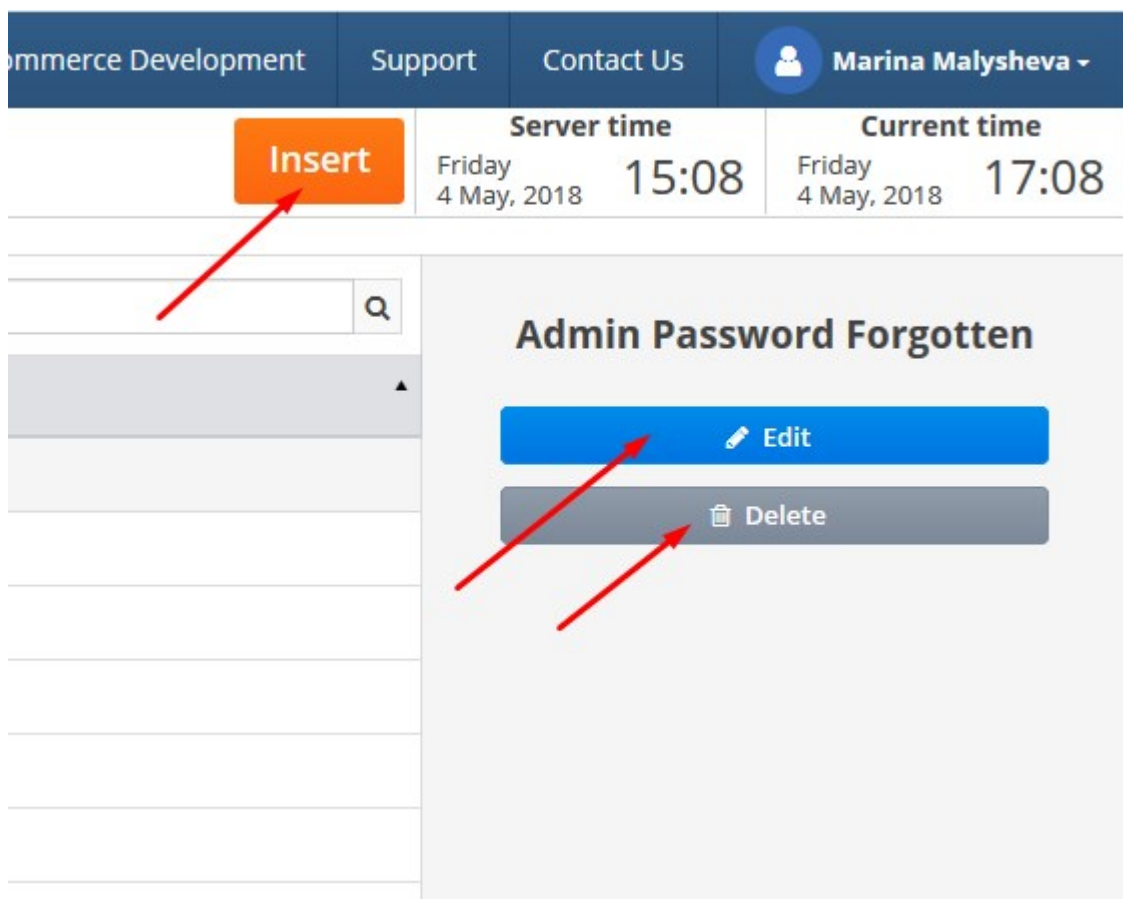 ommerce Development Support Contact Us Marina Malysheva
Insert
Server time
Friday
4 May, 2018
15:08
Current time
Friday
4 May, 2018
17:08
Admin Password Forgotten
Edit
Delete